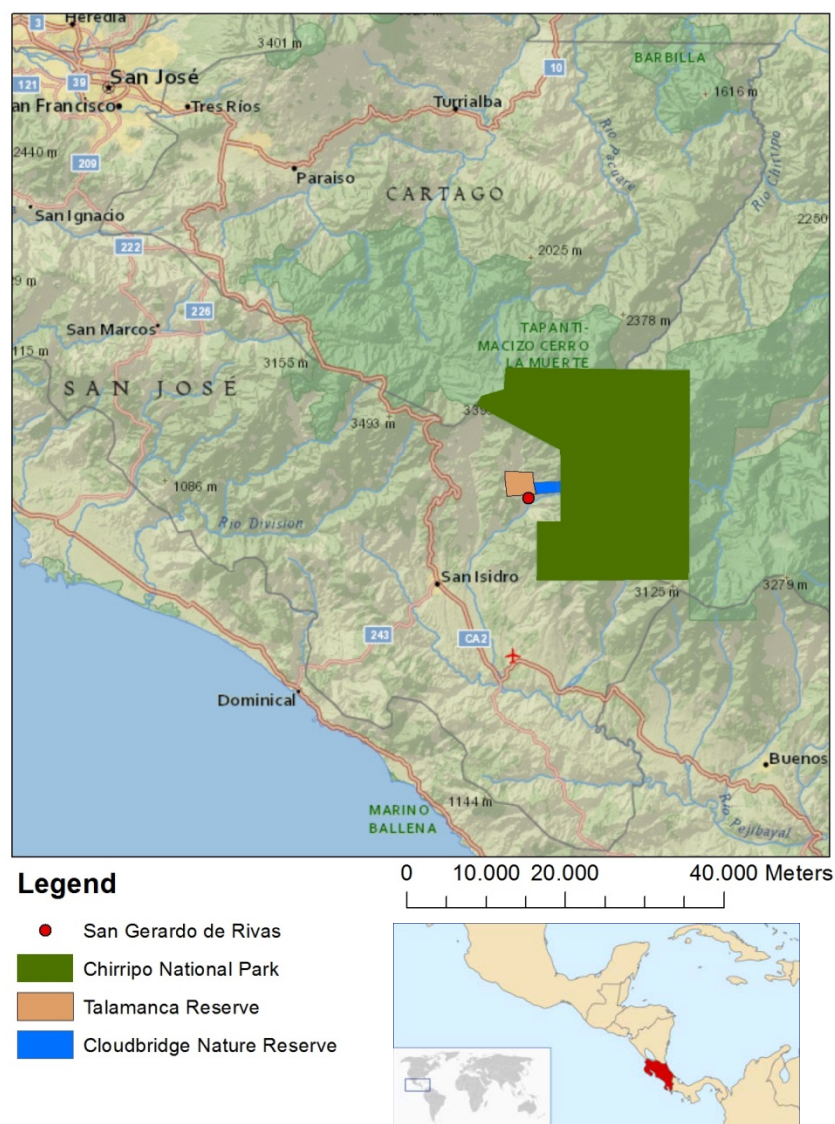 Heredia
3
3401 m
10
BARBILLA
121
39
San José
1616 m
an Francisco
Tres Ríos
Turrialba
2440 m
209
Paraiso
Rio Pacuare
Rio Chirripo
CARTAGO
San Ignacio
2250
222
2025 m
9 m
226
San Marcos
2378 m
TAPANTI-
MACIZO CERRO
LA MUERTE
115 m
3155 m
SAN JOSÉ
3493 m
1086 m
Rio Division
San Isidro
3125 m
3279 m
243
CA2
Dominical
Buenos
1144 m
MARINO
BALLENA
Rio Pejibayal
Legend
San Gerardo de Rivas
Chirripo National Park
Talamanca Reserve
Cloudbridge Nature Reserve
0 10.000 20.000 40.000 Meters